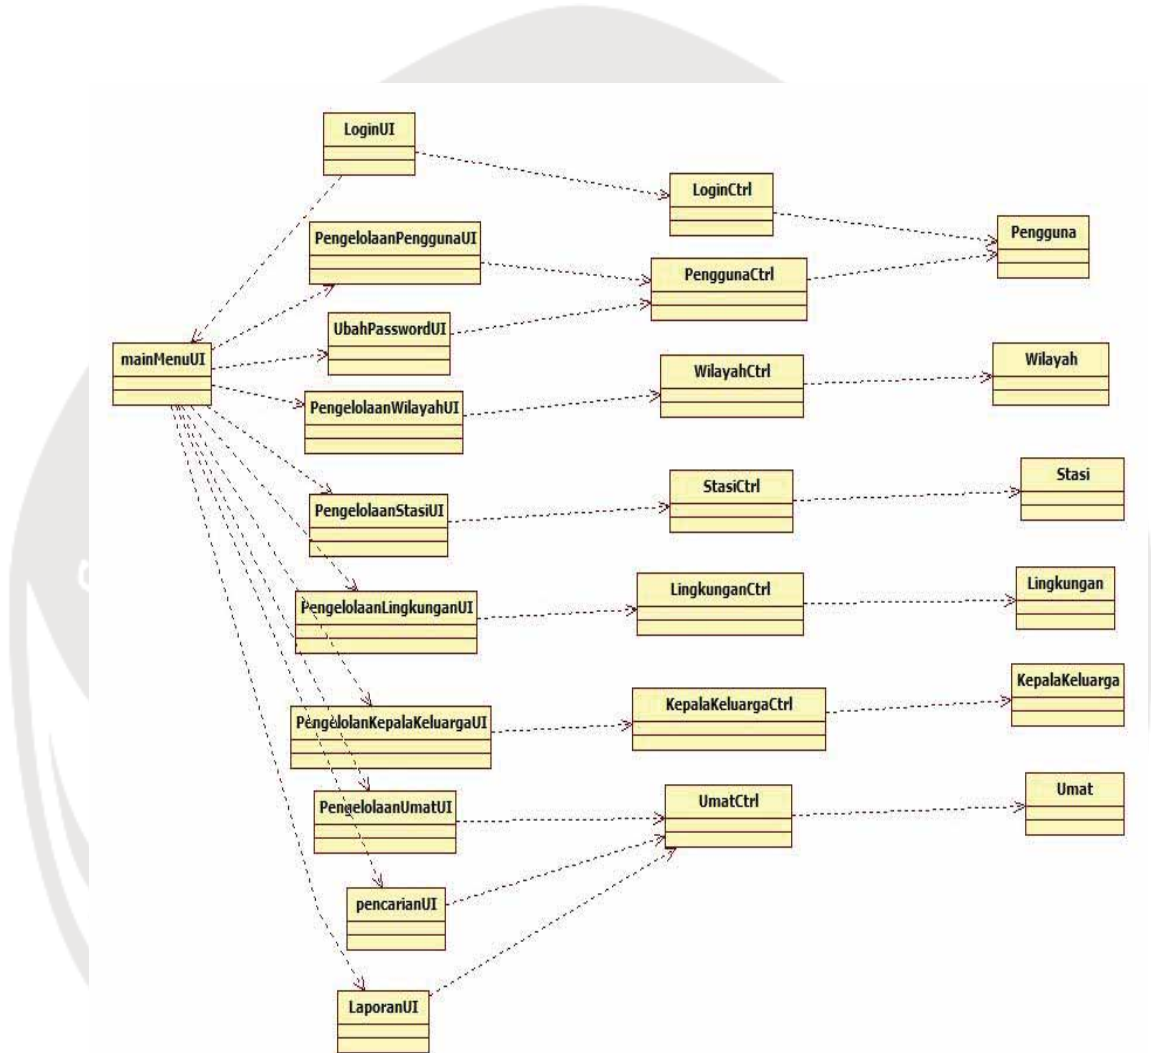 LoginUI
LoginCtrl
PengelolaanPenggunaUI
Pengguna
PenggunaCtrl
UbahPasswordUI
mainMenuUI
WilayahCtrl
Wilayah
PengelolaanWilayahUI
StasiCtrl
Stasi
PengelolaanStasiUI
LingkunganCtrl
Lingkungan
PengelolaanLingkunganUI
KepalaKeluarga
KepalaKeluargaCtrl
PengelolanKepalaKeluargaUI
UmatCtrl
Umat
PengelolaanUmatUI
pencarianUI
LaporanUI